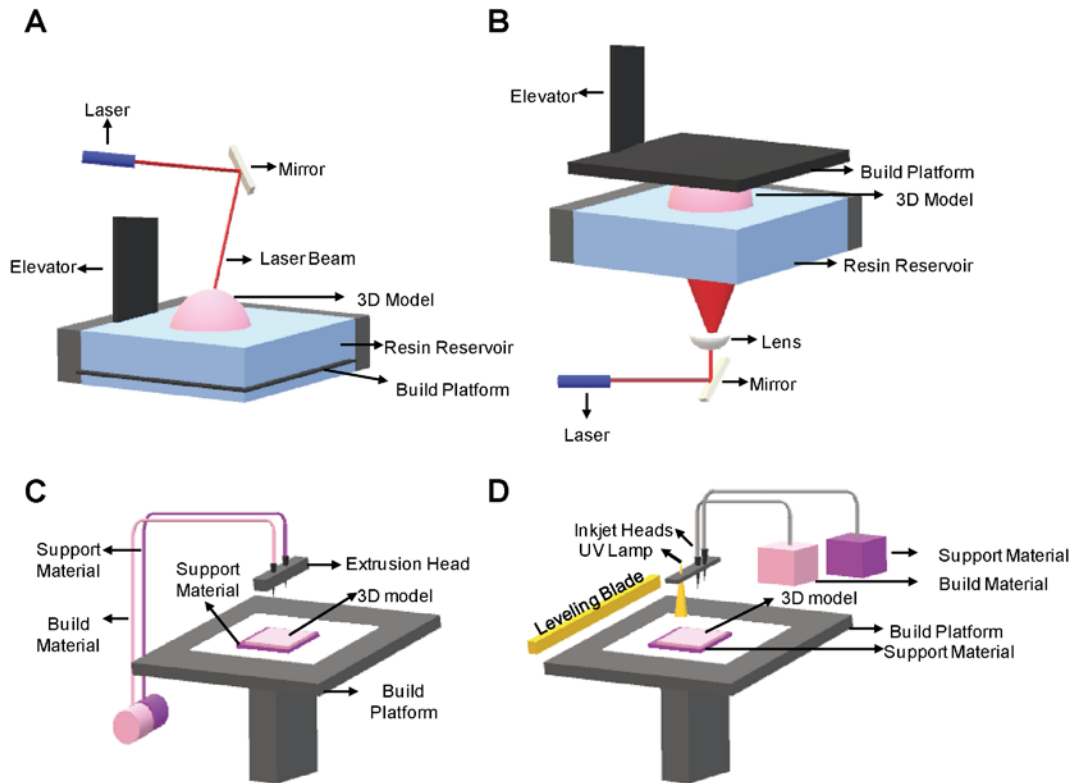 A
Laser
Mirror
Elevator
Laser Beam
3D Model
Resin Reservoir
Build Platform
B
Elevator
Build Platform
3D Model
Resin Reservoir
Lens
Mirror
Laser
C
Support
Material
Support
Material
Extrusion Head
3D model
Build
Material
Build
Platform
D
Inkjet Heads
UV Lamp
Leveling Blade
Support Material
Build Material
3D model
Build Platform
Support Material